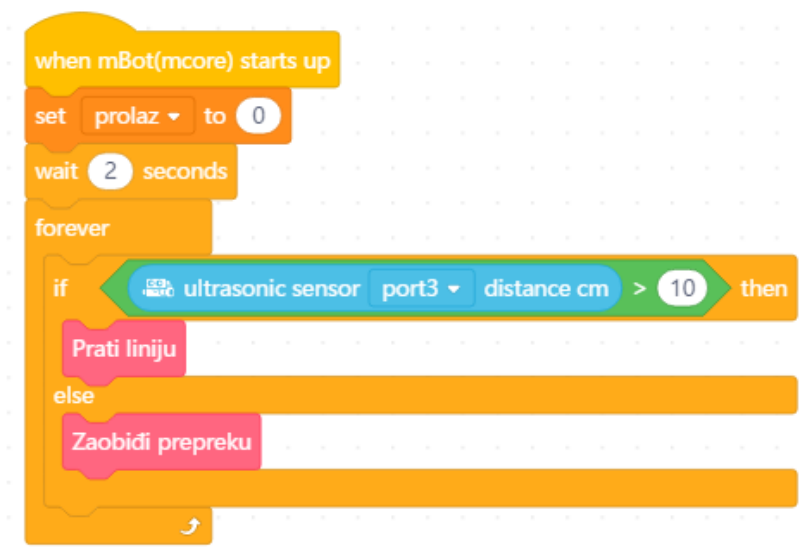 when mBot(mcore) starts up
set prolaz to 0
wait 2 seconds
forever
if ultrasonic sensor port3 distance cm > 10 then
Prati liniju
else
Zaobiđi prepreku